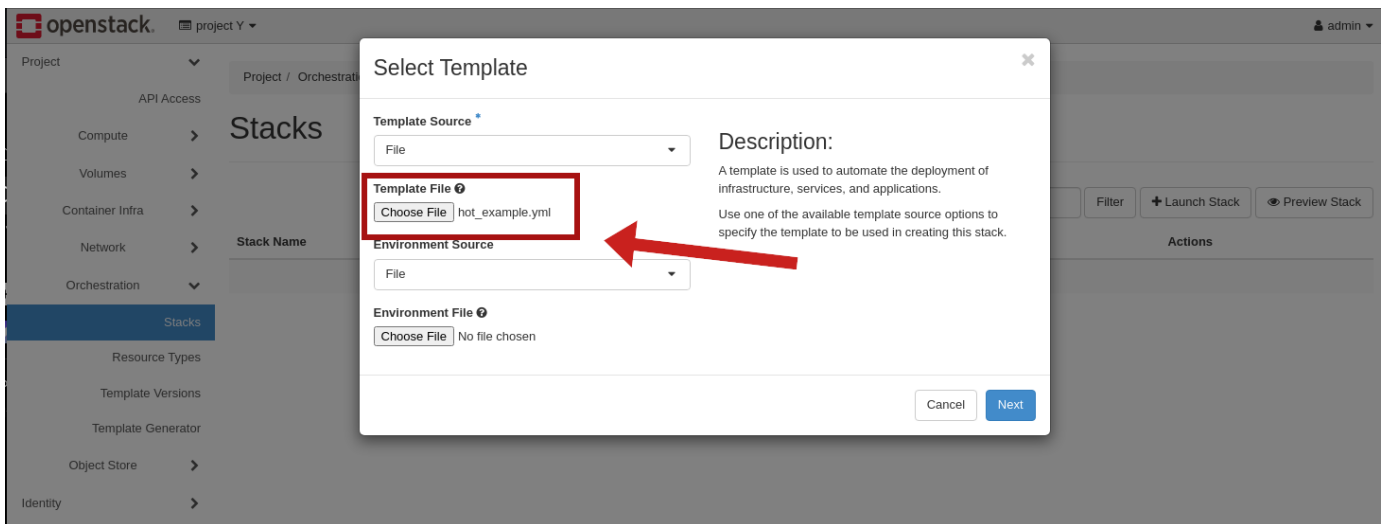 openstack. project Y admin
Project
API Access
Compute
Volumes
Container Infra
Network
Orchestration
Stacks
Resource Types
Template Versions
Template Generator
Object Store
Identity
Project / Orchestrati
Stacks
Filter + Launch Stack Preview Stack
Stack Name Actions
Select Template ×
Template Source *
File
Template File ?
Choose File hot_example.yml
Environment Source
File
Environment File ?
Choose File No file chosen
Description:
A template is used to automate the deployment of
infrastructure, services, and applications.
Use one of the available template source options to
specify the template to be used in creating this stack.
Cancel Next